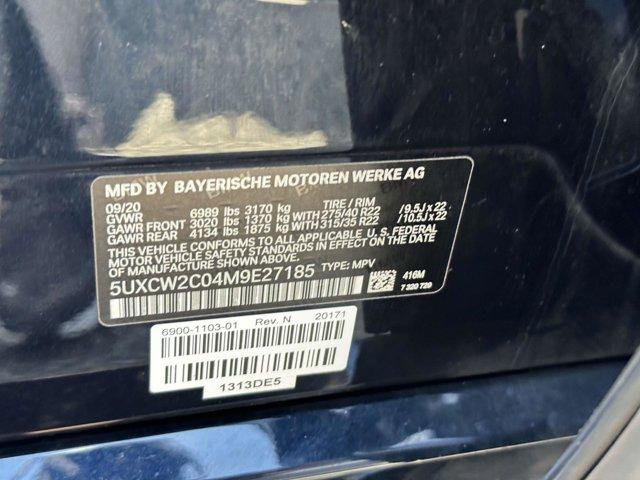 MFD BY BAYERISCHE MOTOREN WERKE AG
09/20 TIRE / RIM
GVWR 6989 lbs 3170 kg
GAWR FRONT 3020 lbs 1370 kg WITH 275/40 R22 / 9.5J x 22
GAWR REAR 4134 lbs 1875 kg WITH 315/35 R22 / 10.5J x 22
THIS VEHICLE CONFORMS TO ALL APPLICABLE U.S. FEDERAL
MOTOR VEHICLE SAFETY STANDARDS IN EFFECT ON THE DATE OF
MANUFACTURE SHOWN ABOVE.
5UXCW2C04M9E27185 TYPE: MPV
416M
7 320 729
6900-1103-01 Rev. N 20171
1313DE5